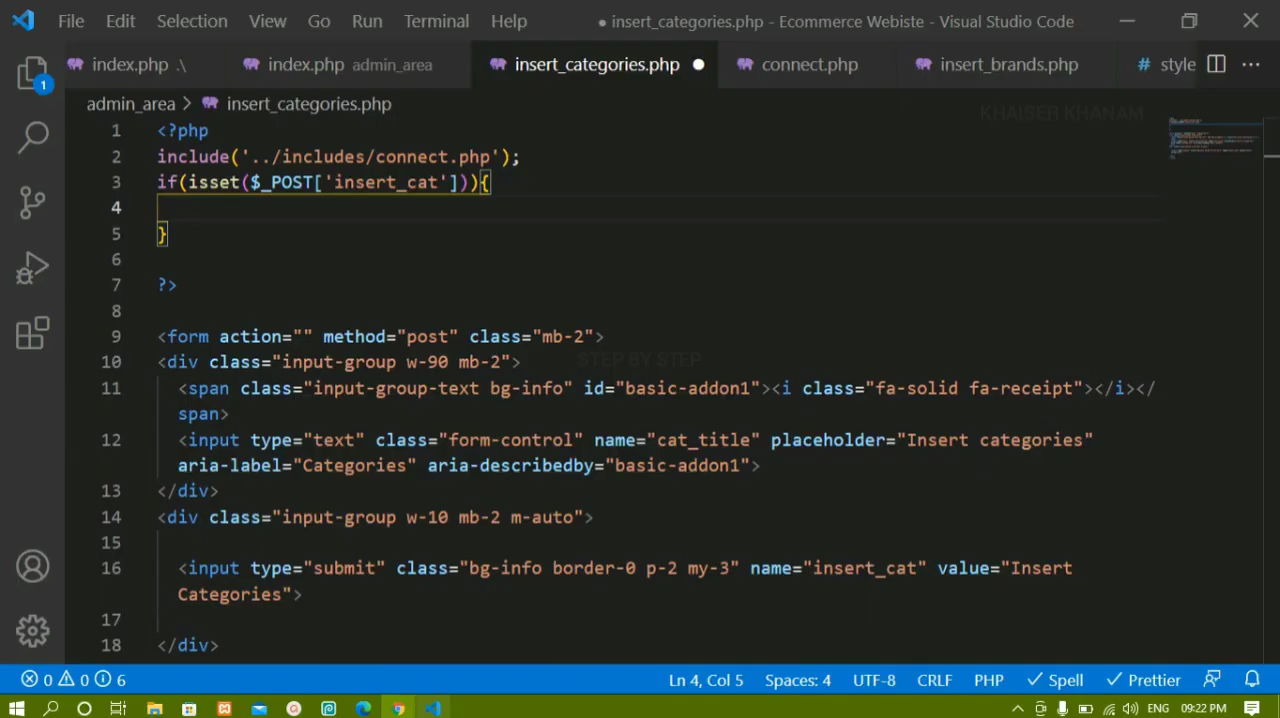 File Edit Selection View Go Run Terminal Help ● insert_categories.php - Ecommerce Webiste - Visual Studio Code
index.php .\ index.php admin_area insert_categories.php connect.php insert_brands.php # style
1
admin_area > insert_categories.php
KHAISER KHANAM
1 <?php
2 include('../includes/connect.php');
3 if(isset($_POST['insert_cat'])){
4
5 }
6
7 ?>
8
9 <form action="" method="post" class="mb-2">
STEP BY STEP
10 <div class="input-group w-90 mb-2">
11 <span class="input-group-text bg-info" id="basic-addon1"><i class="fa-solid fa-receipt"></i></
span>
12 <input type="text" class="form-control" name="cat_title" placeholder="Insert categories"
aria-label="Categories" aria-describedby="basic-addon1">
13 </div>
14 <div class="input-group w-10 mb-2 m-auto">
15
16 <input type="submit" class="bg-info border-0 p-2 my-3" name="insert_cat" value="Insert
Categories">
17
18 </div>
0 0 6 Ln 4, Col 5 Spaces: 4 UTF-8 CRLF PHP Spell Prettier
ENG 09:22 PM